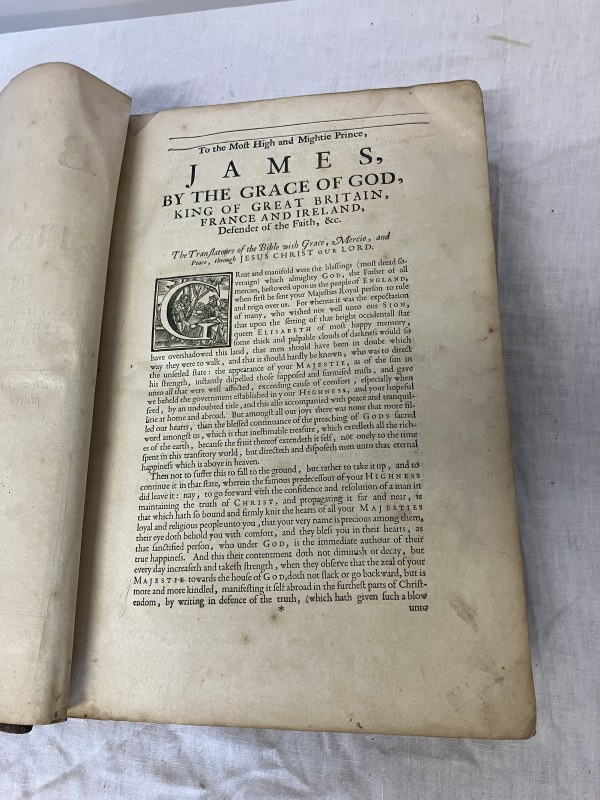 To the Moſt High and Mightie Prince,
JAMES,
BY THE GRACE OF GOD,
KING OF GREAT BRITAIN,
FRANCE AND IRELAND,
Defender of the Faith, &c.
The Tranſlatours of the Bible wiſh Grace, Mercie, and
Peace, through JESUS CHRIST OUR LORD.
GReat and manifold were the bleſſings (moſt dread ſo-
veraign) which almighty GOD, the Father of all
mercies, beſtowed upon us the people of ENGLAND,
when firſt he ſent your Majeſties Royal perſon to rule
and reign over us. For whereas it was the expectation
of many, who wiſhed not well unto our SION,
that upon the ſetting of that bright occidentall ſtar
queen ELISABETH of moſt happy memory,
ſome thick and palpable clouds of darkneſs would ſo
have overſhadowed this land, that men ſhould have been in doubt which
way they were to walk, and that it ſhould hardly be known, who was to direct
the unſetled ſtate: the appearance of your MAJESTIE, as of the ſun in
his ſtrength, inſtantly diſpelled thoſe ſuppoſed and ſurmiſed miſts, and gave
unto all that were well affected, exceeding cauſe of comfort, eſpecially when
we beheld the government eſtabliſhed in your HIGHNESS, and your hopefull
ſeed, by an undoubted title, and this alſo accompanied with peace and tranquil-
litie at home and abroad. But amongſt all our joys there was none that more fil-
led our hearts, than the bleſſed continuance of the preaching of GODS ſacred
word amongſt us, which is that ineſtimable treaſure, which excelleth all the rich-
es of the earth, becauſe the fruit thereof extendeth it ſelf, not onely to the time
ſpent in this tranſitory world, but directeth and diſpoſeth men unto that eternal
happineſs which is above in heaven.
Then not to ſuffer this to fall to the ground, but rather to take it up, and to
continue it in that ſtate, wherein the famous predeceſſour of your HIGHNESS
did leave it: nay, to go forward with the confidence and reſolution of a man in
maintaining the truth of CHRIST, and propagating it far and near, is
that which hath ſo bound and firmly knit the hearts of all your MAJESTIES
loyal and religious people unto you, that your very name is precious among them,
their eye doth behold you with comfort, and they bleſs you in their hearts, as
that ſanctified perſon, who under GOD, is the immediate authour of their
true happineſs. And this their contentment doth not diminiſh or decay, but
every day increaſeth and taketh ſtrength, when they obſerve that the zeal of your
MAJESTIE towards the houſe of GOD, doth not ſlack or go backward, but is
more and more kindled, manifeſting it ſelf abroad in the furtheſt parts of Chriſt-
endom, by writing in defence of the truth, (which hath given ſuch a blow
* unto